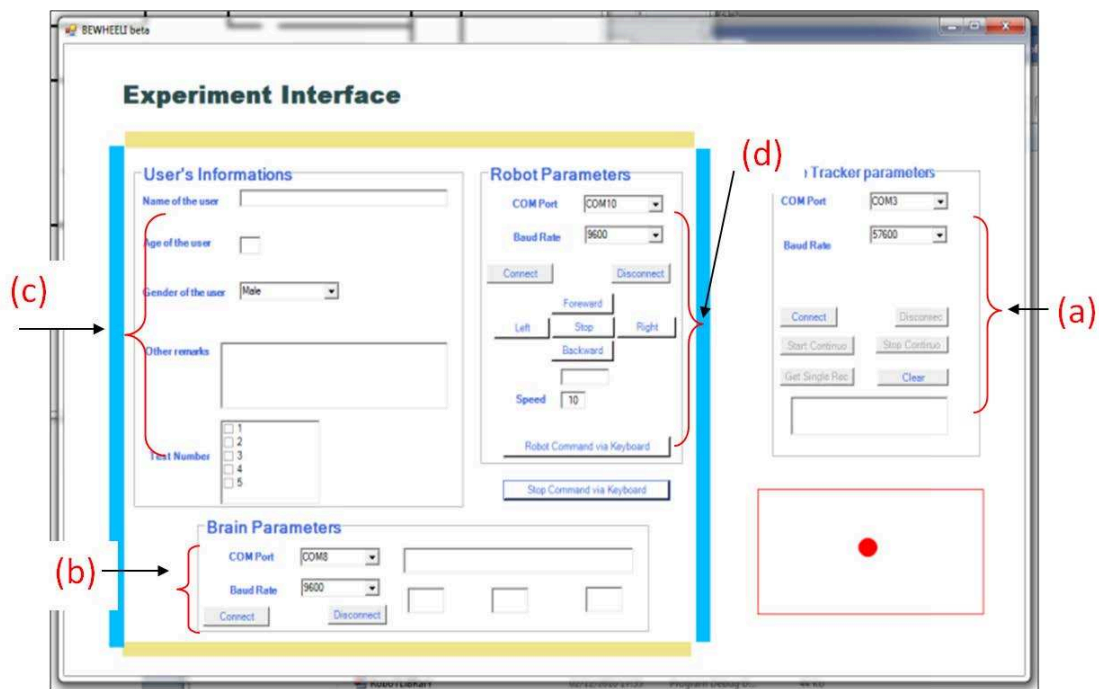 BEWHEELI beta
Experiment Interface
(d)
User's Informations
Name of the user
Age of the user
Gender of the user Male
Other remarks
Test Number
1
2
3
4
5
(c)
Robot Parameters
COM Port COM10
Baud Rate 9600
Connect Disconnect
Foreward
Left Stop Right
Backward
Speed 10
Robot Command via Keyboard
Stop Command via Keyboard
Tracker parameters
COM Port COM3
Baud Rate 57600
Connect Disconnec
Start Continuo Stop Continuo
Get Single Rec Clear
(a)
Brain Parameters
COM Port COM8
Baud Rate 9600
Connect Disconnect
(b)